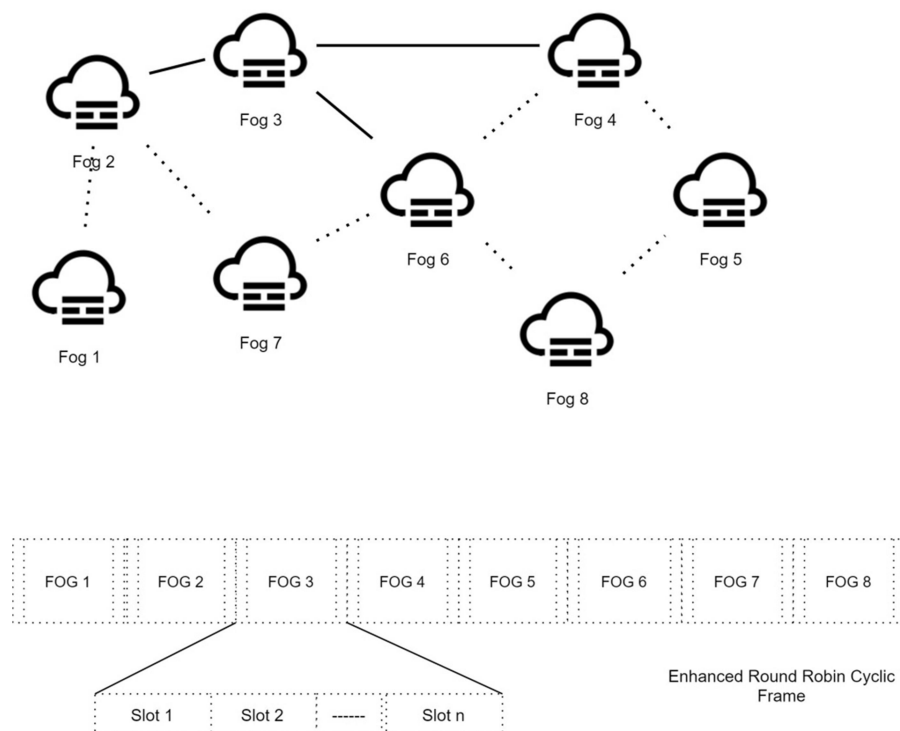 Fog 3
Fog 4
Fog 2
Fog 6
Fog 5
Fog 7
Fog 1
Fog 8
FOG 1
FOG 2
FOG 3
FOG 4
FOG 5
FOG 6
FOG 7
FOG 8
Enhanced Round Robin Cyclic
Frame
Slot 1
Slot 2
------
Slot n